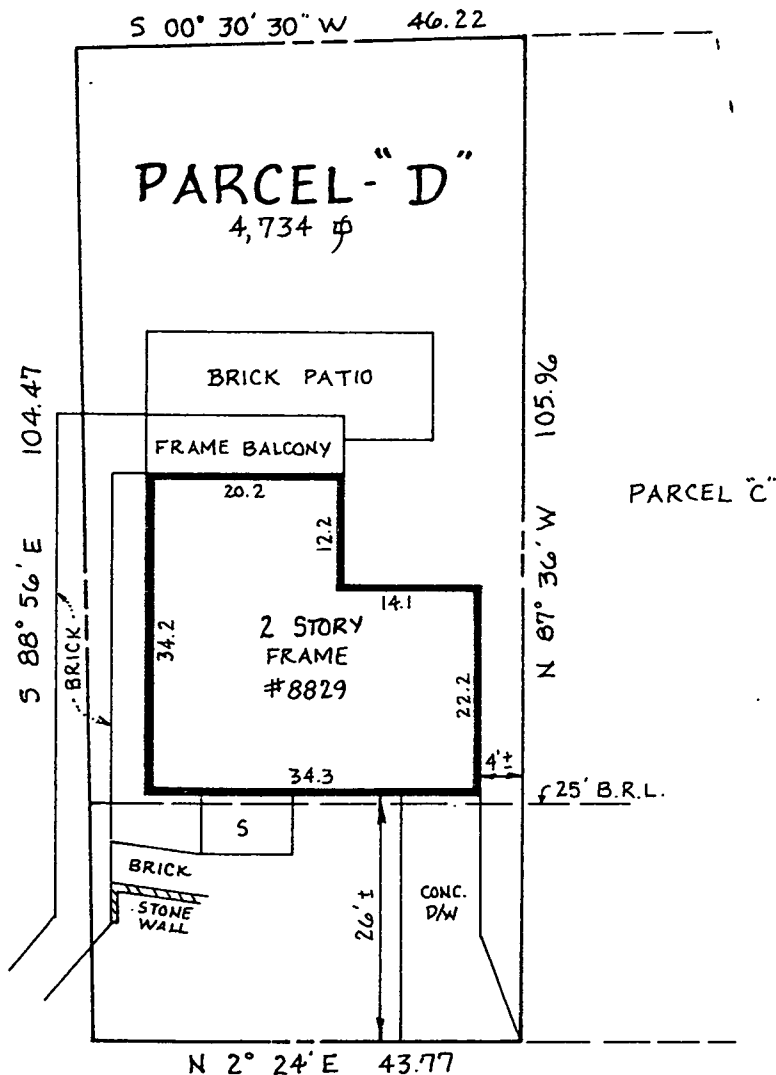 S 00° 30' 30" W 46.22
PARCEL-"D"
4,734
BRICK PATIO
104.47
105.96
FRAME BALCONY
20.2
PARCEL "C"
12.2
S 88° 56' E
N 87° 36' W
14.1
BRICK
34.2
2 STORY
FRAME
#8829
22.2
4'±
34.3
25' B.R.L.
S
BRICK
STONE
WALL
26'±
CONC.
D/W
N 2° 24' E 43.77